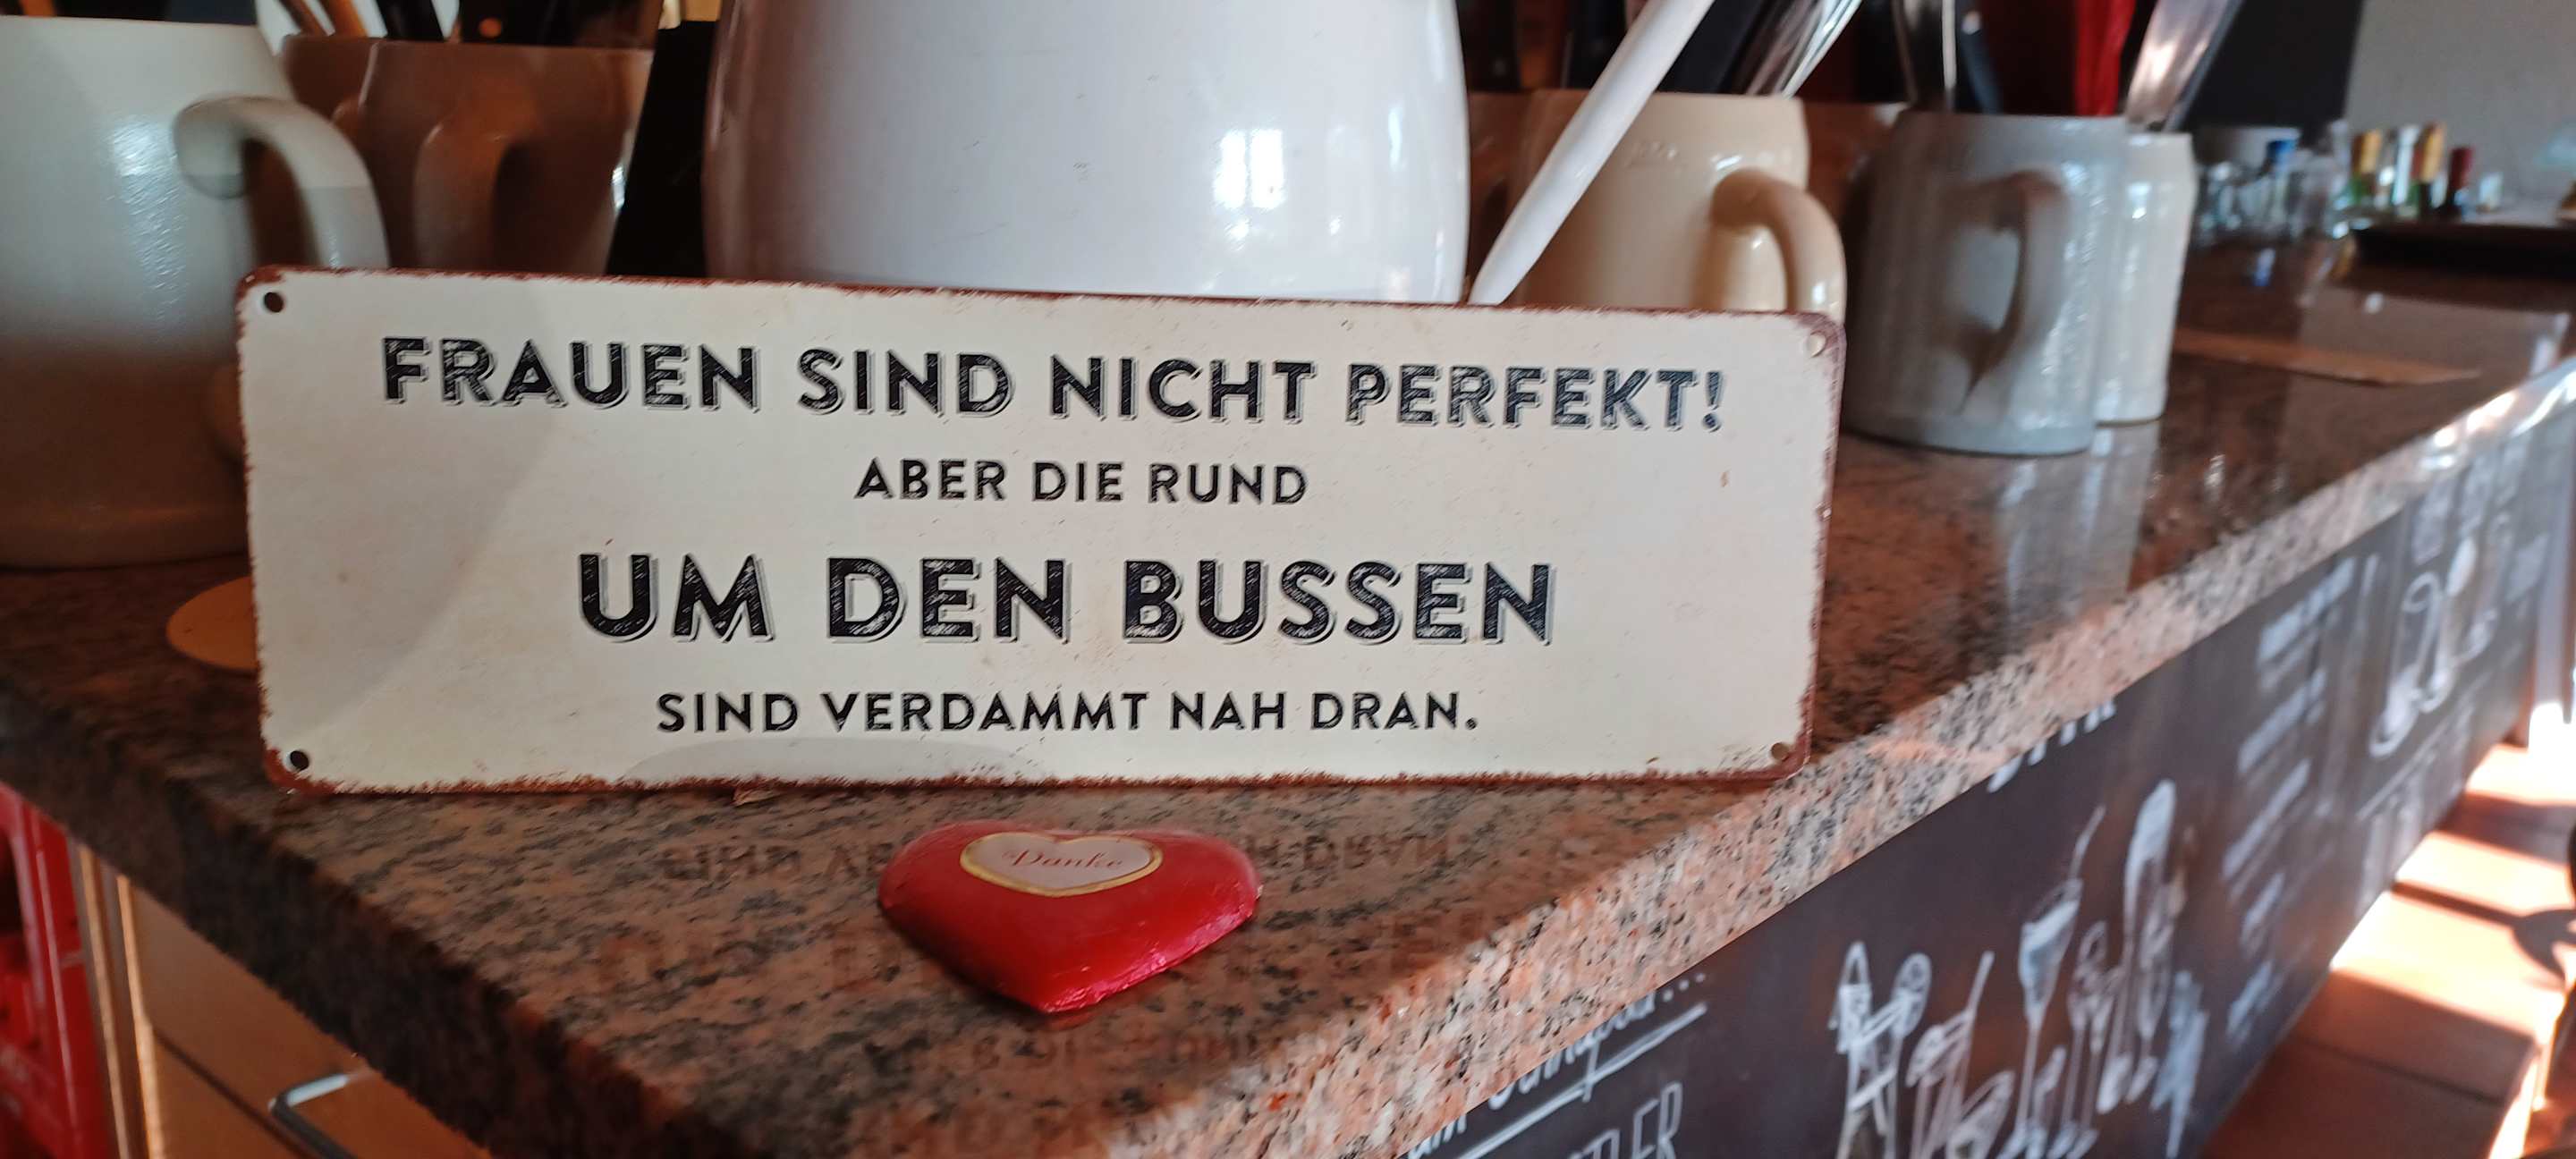 FRAUEN SIND NICHT PERFEKT!
ABER DIE RUND
UM DEN BUSSEN
SIND VERDAMMT NAH DRAN.
Danke